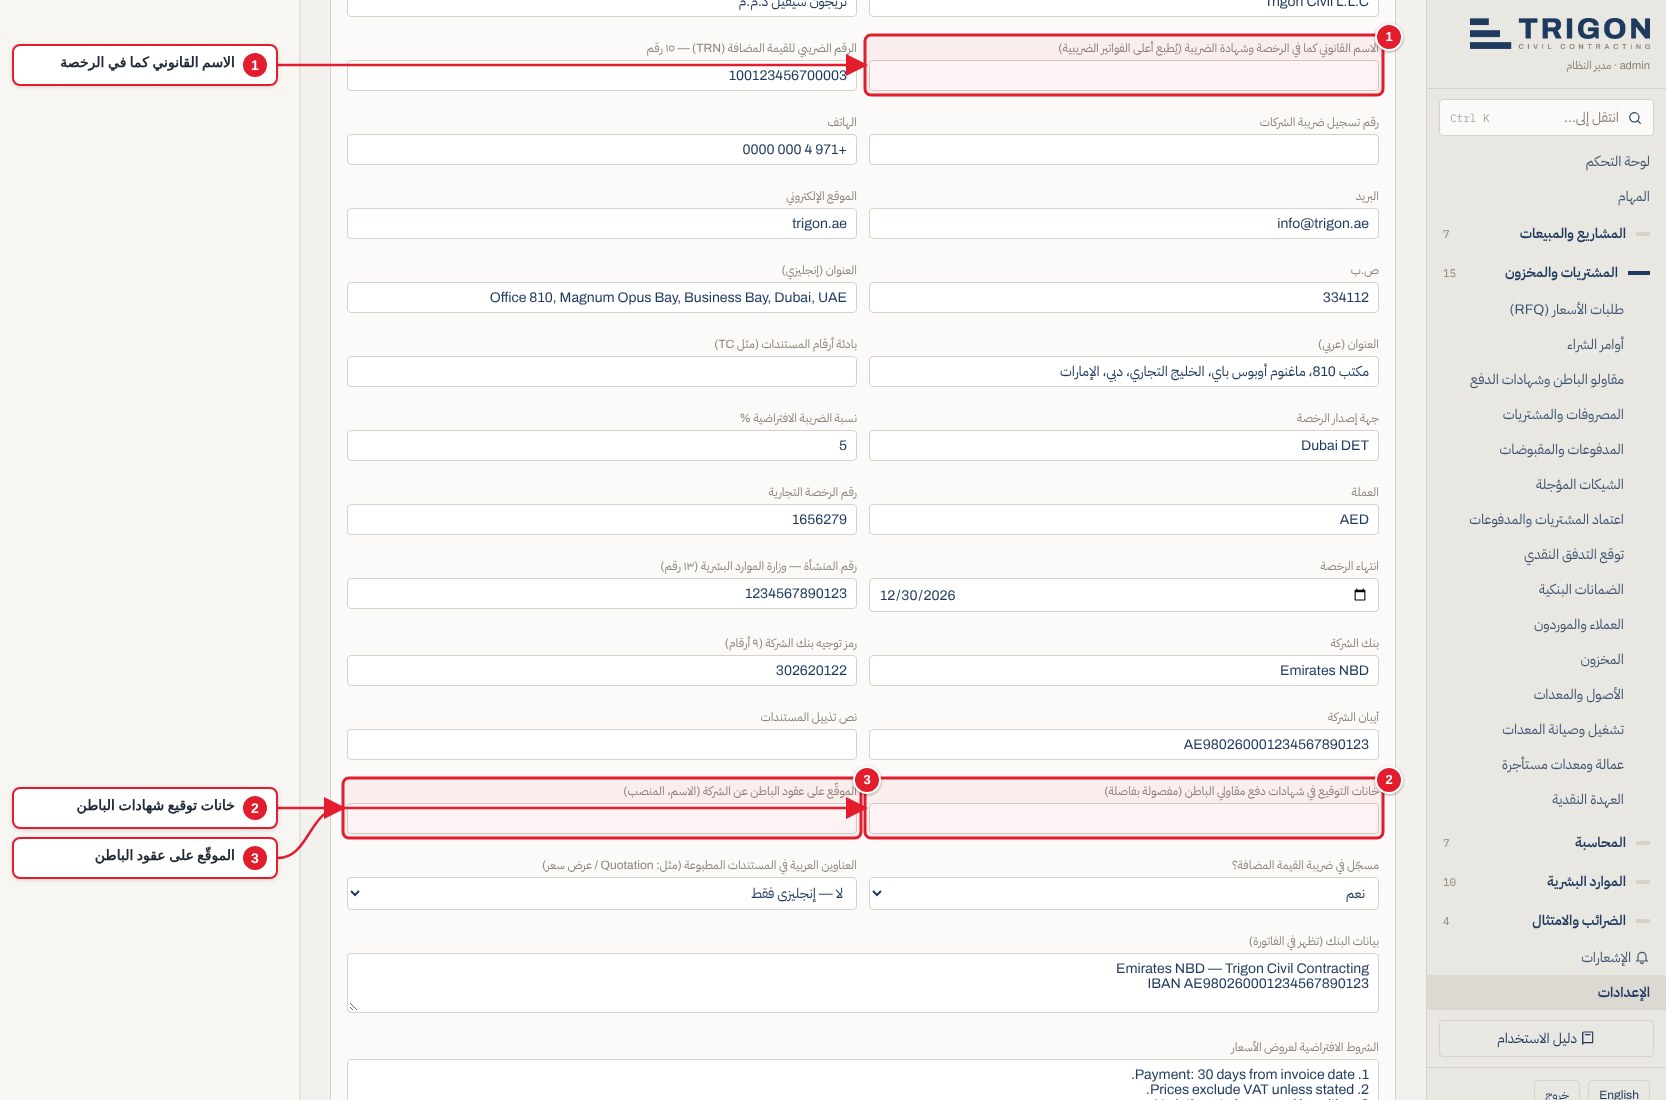 TRIGON
CIVIL CONTRACTING
admin · مدير النظام
انتقل إلى...
Ctrl K
لوحة التحكم
المهام
المشاريع والمبيعات
7
المشتريات والمخزون
15
طلبات الأسعار (RFQ)
أوامر الشراء
مقاولو الباطن وشهادات الدفع
المصروفات والمشتريات
المدفوعات والمقبوضات
الشيكات المؤجلة
اعتماد المشتريات والمدفوعات
توقع التدفق النقدي
الضمانات البنكية
العملاء والموردون
المخزون
الأصول والمعدات
تشغيل وصيانة المعدات
عمالة ومعدات مستأجرة
العهدة النقدية
المحاسبة
7
الموارد البشرية
10
الضرائب والامتثال
4
الإشعارات
الإعدادات
دليل الاستخدام
English
خروج
Trigon Civil L.L.C
تريجون سيفيل ذ.م.م
1
الاسم القانوني كما في الرخصة وشهادة الضريبة (يُطبع أعلى الفواتير الضريبية)
الرقم الضريبي للقيمة المضافة (TRN) — ١٥ رقم
100123456700003
رقم تسجيل ضريبة الشركات
الهاتف
+971 4 000 0000
البريد
info@trigon.ae
الموقع الإلكتروني
trigon.ae
ص.ب
334112
العنوان (إنجليزي)
Office 810, Magnum Opus Bay, Business Bay, Dubai, UAE
العنوان (عربي)
مكتب 810، ماغنوم أوبوس باي، الخليج التجاري، دبي، الإمارات
بادئة أرقام المستندات (مثل TC)
جهة إصدار الرخصة
Dubai DET
نسبة الضريبة الافتراضية %
5
العملة
AED
رقم الرخصة التجارية
1656279
انتهاء الرخصة
12/30/2026
رقم المنشأة — وزارة الموارد البشرية (١٣ رقم)
1234567890123
بنك الشركة
Emirates NBD
رمز توجيه بنك الشركة (٩ أرقام)
302620122
آيبان الشركة
AE980260001234567890123
نص تذييل المستندات
2
خانات التوقيع في شهادات دفع مقاولي الباطن (مفصولة بفاصلة)
3
الموقّع على عقود الباطن عن الشركة (الاسم، المنصب)
مسجّل في ضريبة القيمة المضافة؟
نعم
العناوين العربية في المستندات المطبوعة (مثل: Quotation / عرض سعر)
لا — إنجليزي فقط
بيانات البنك (تظهر في الفاتورة)
Emirates NBD — Trigon Civil Contracting
IBAN AE980260001234567890123
الشروط الافتراضية لعروض الأسعار
1. Payment: 30 days from invoice date.
2. Prices exclude VAT unless stated.
1 الاسم القانوني كما في الرخصة
2 خانات توقيع شهادات الباطن
3 الموقّع على عقود الباطن